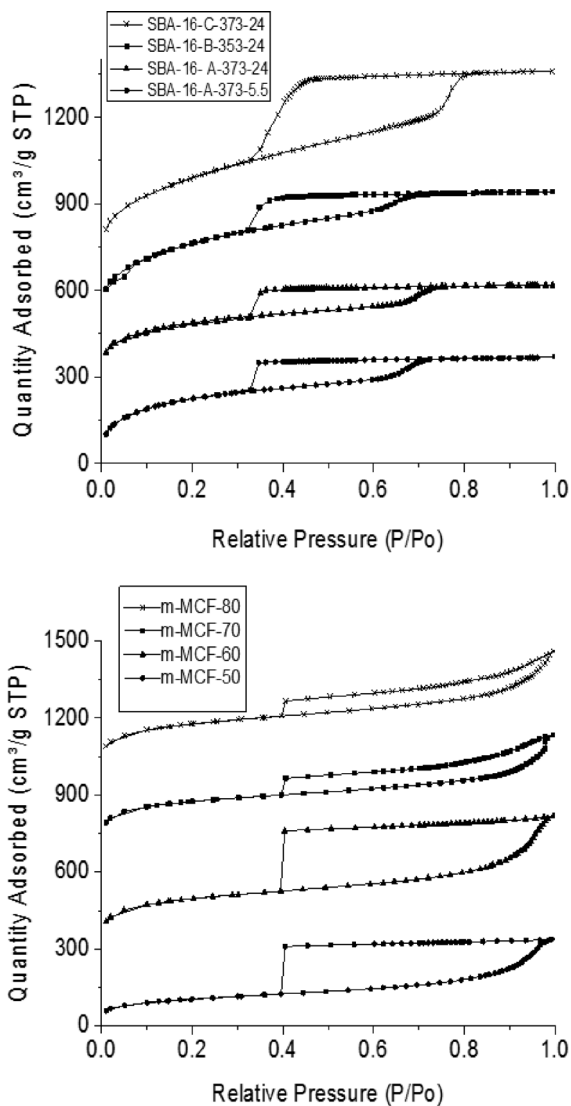 SBA-16-C-373-24
SBA-16-B-353-24
SBA-16- A-373-24
SBA-16-A-373-5.5
Quantity Adsorbed (cm³/g STP)
1200
900
600
300
0
0.0 0.2 0.4 0.6 0.8 1.0
Relative Pressure (P/Po)
m-MCF-80
m-MCF-70
m-MCF-60
m-MCF-50
Quantity Adsorbed (cm³/g STP)
1500
1200
900
600
300
0
0.0 0.2 0.4 0.6 0.8 1.0
Relative Pressure (P/Po)